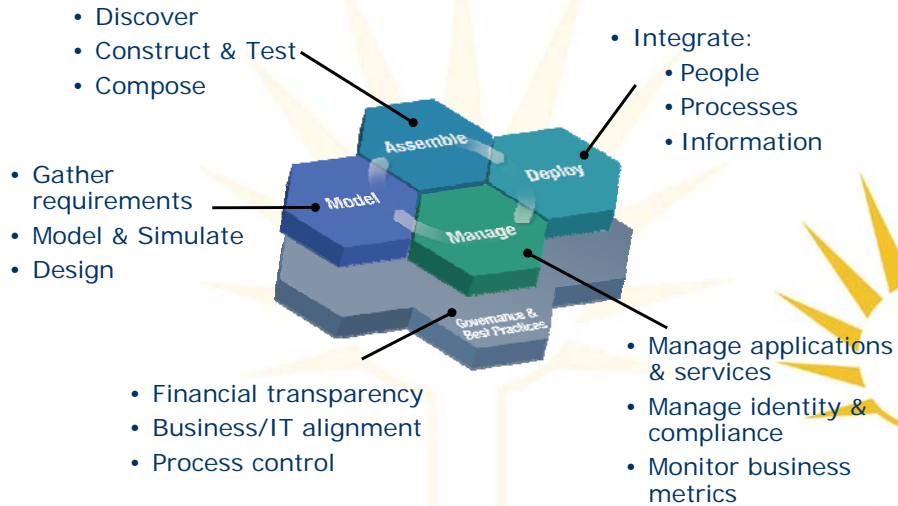 • Discover
• Construct & Test
• Compose
• Integrate:
• People
• Processes
• Information
Assemble
Deploy
Model
Manage
• Gather
requirements
• Model & Simulate
• Design
Governance &
Best Practices
• Manage applications
& services
• Manage identity &
compliance
• Monitor business
metrics
• Financial transparency
• Business/IT alignment
• Process control